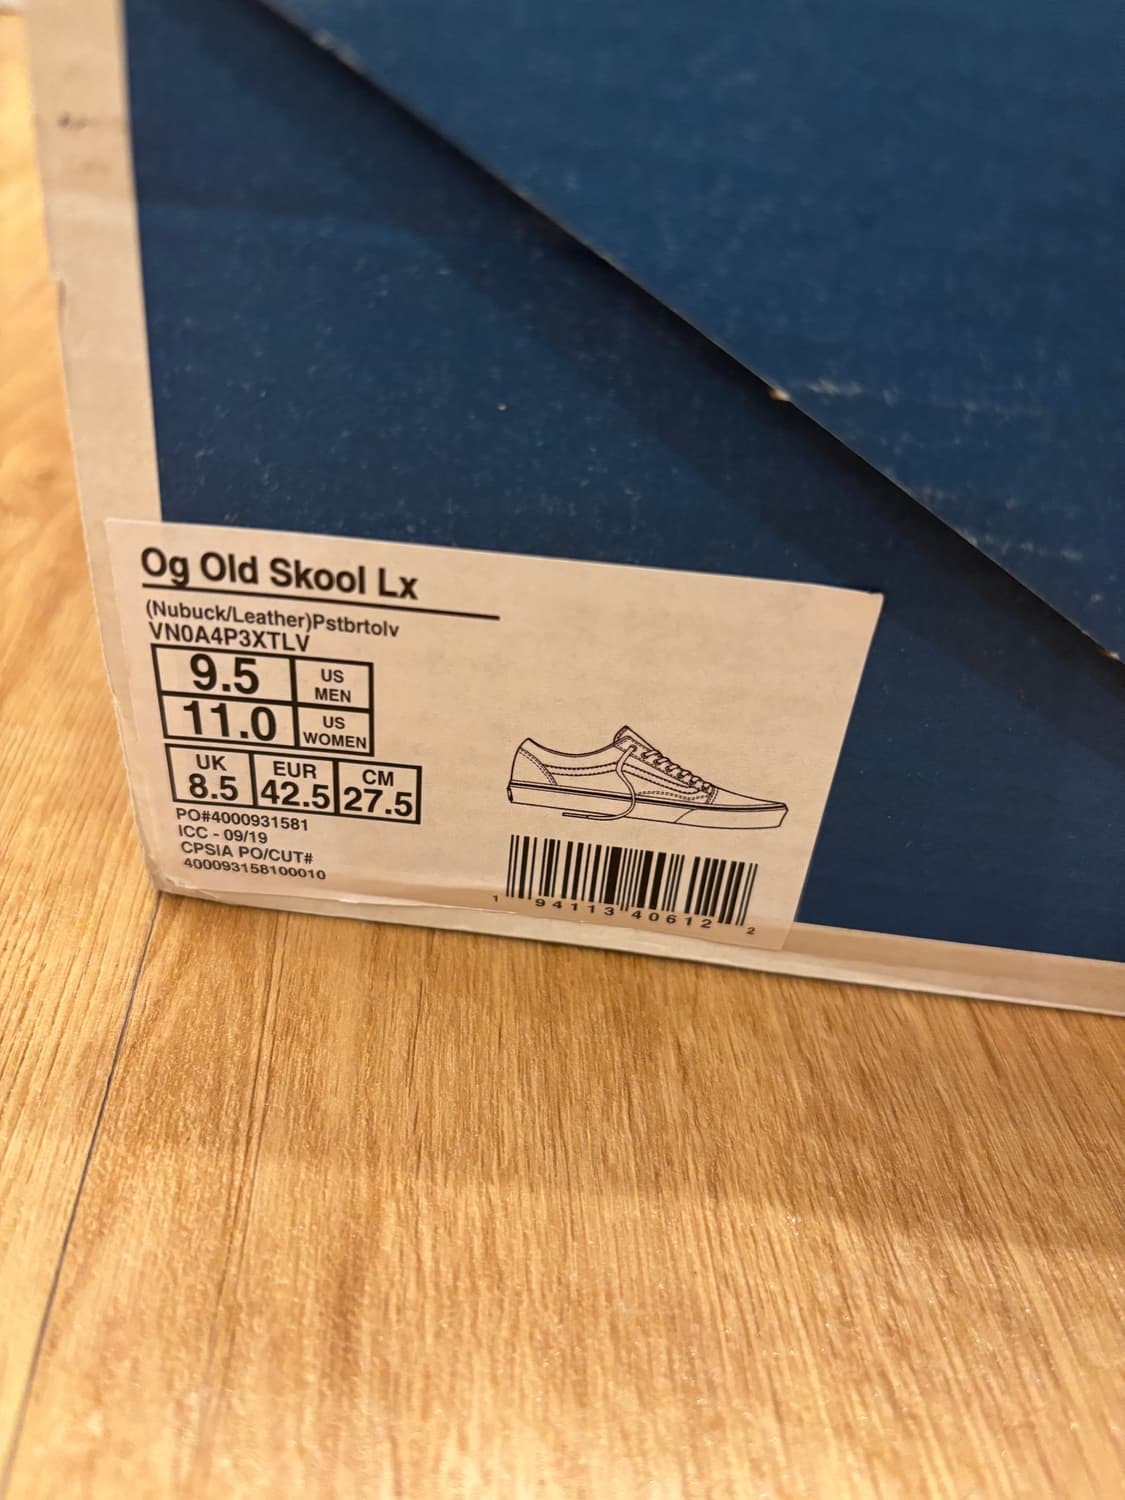 Og Old Skool Lx
(Nubuck/Leather)Pstbrtolv
VN0A4P3XTLV
9.5 US MEN
11.0 US WOMEN
UK EUR CM
8.5 42.5 27.5
PO#4000931581
ICC - 09/19
CPSIA PO/CUT#
400093158100010
1 94113 40612 2